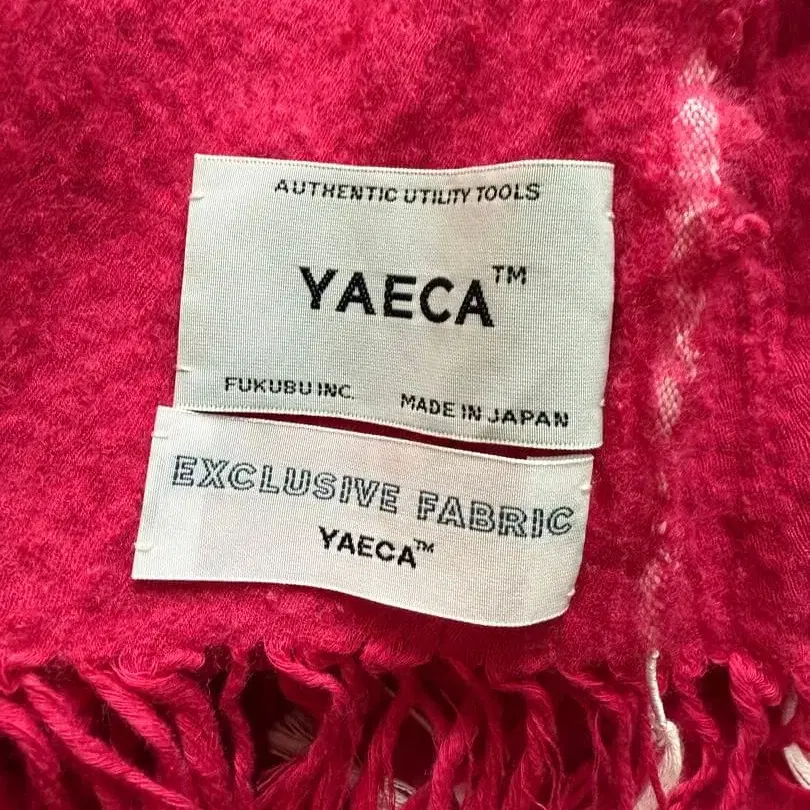 AUTHENTIC UTILITY TOOLS
YAECA™
FUKUBU INC. MADE IN JAPAN
EXCLUSIVE FABRIC
YAECA™